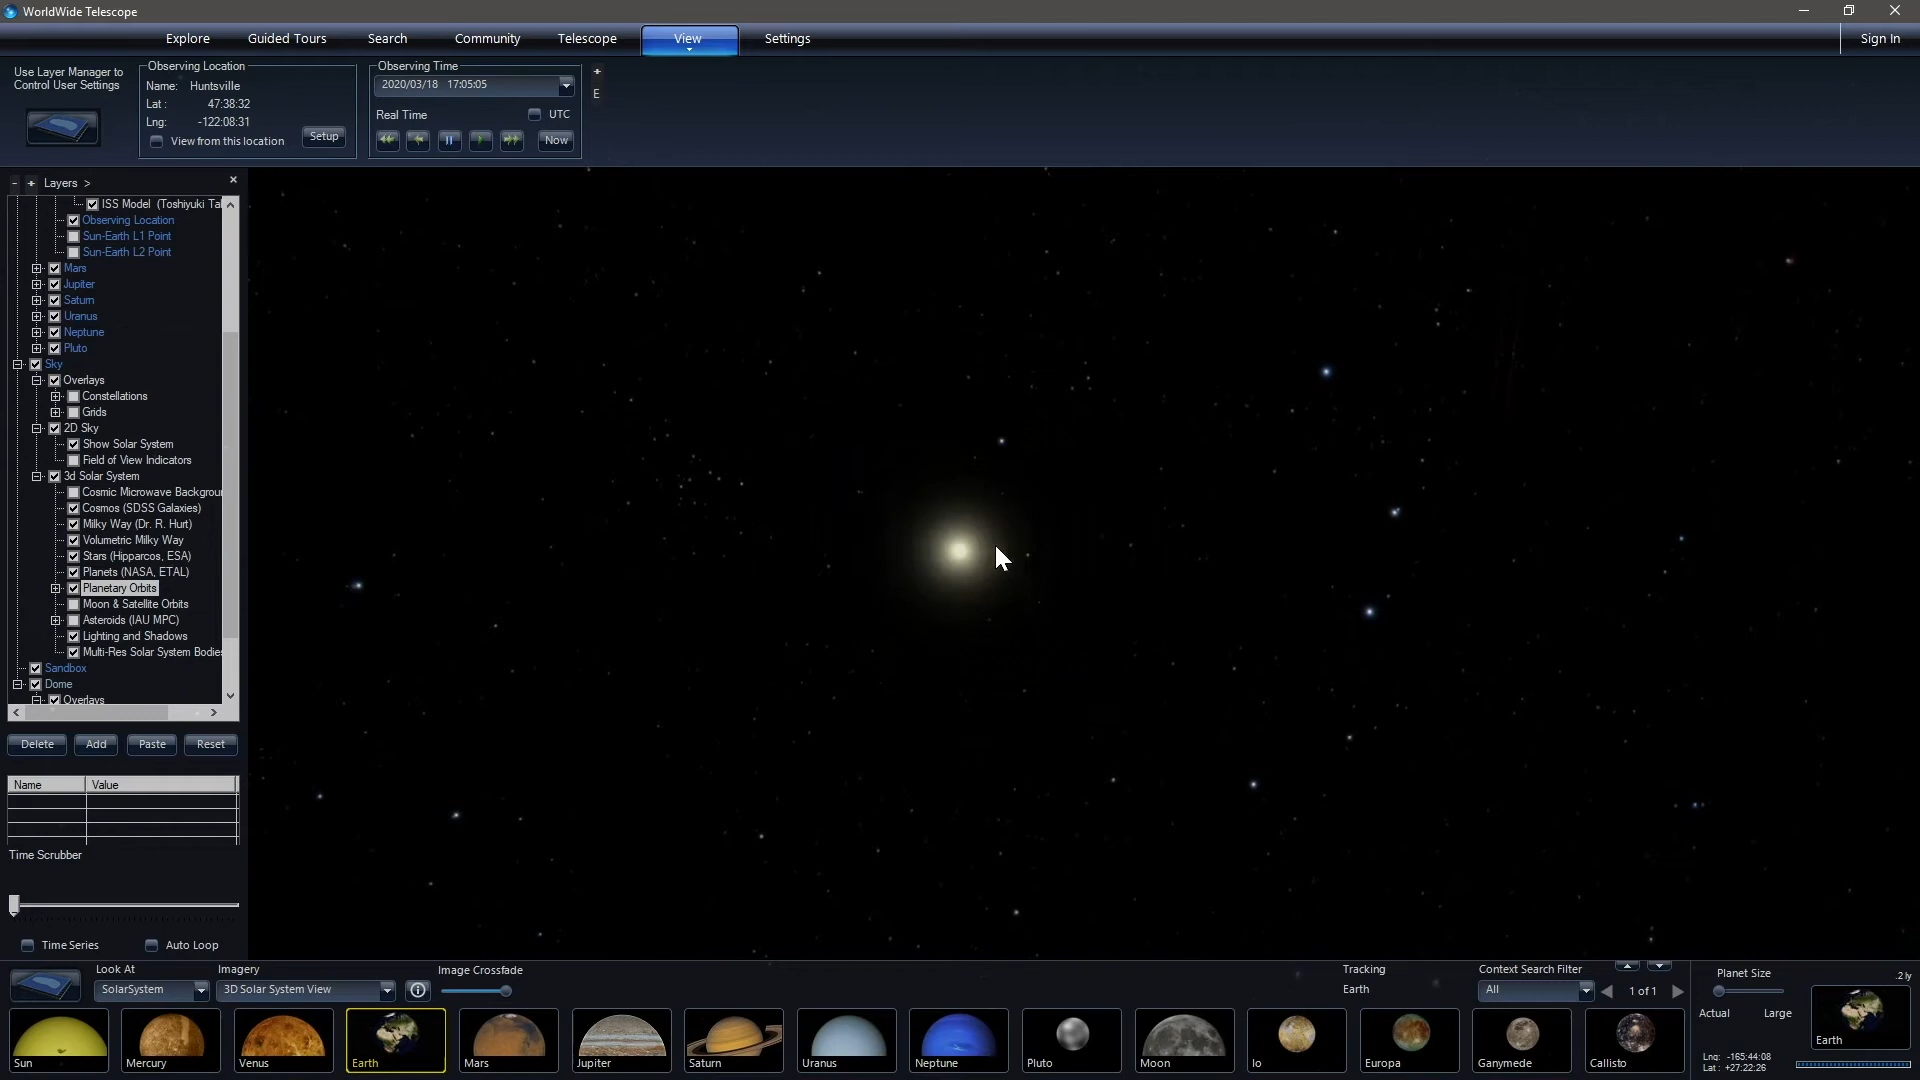 WorldWide Telescope
Explore
Guided Tours
Search
Community
Telescope
View
Settings
Sign In
Use Layer Manager to
Control User Settings
Observing Location
Name: Huntsville
Lat : 47:38:32
Lng: -122:08:31
View from this location
Setup
Observing Time
2020/03/18 17:05:05
Real Time
UTC
Now
E
Layers >
ISS Model (Toshiyuki Tal
Observing Location
Sun-Earth L1 Point
Sun-Earth L2 Point
Mars
Jupiter
Saturn
Uranus
Neptune
Pluto
Sky
Overlays
Constellations
Grids
2D Sky
Show Solar System
Field of View Indicators
3d Solar System
Cosmic Microwave Backgroun
Cosmos (SDSS Galaxies)
Milky Way (Dr. R. Hurt)
Volumetric Milky Way
Stars (Hipparcos, ESA)
Planets (NASA, ETAL)
Planetary Orbits
Moon & Satellite Orbits
Asteroids (IAU MPC)
Lighting and Shadows
Multi-Res Solar System Bodies
Sandbox
Dome
Overlays
Delete
Add
Paste
Reset
Name Value
Time Scrubber
Time Series
Auto Loop
Look At
SolarSystem
Imagery
3D Solar System View
Image Crossfade
Tracking
Earth
Context Search Filter
All
1 of 1
Planet Size
Actual Large
.2 ly
Earth
Lng: -165:44:08
Lat : +27:22:26
Sun
Mercury
Venus
Earth
Mars
Jupiter
Saturn
Uranus
Neptune
Pluto
Moon
Io
Europa
Ganymede
Callisto